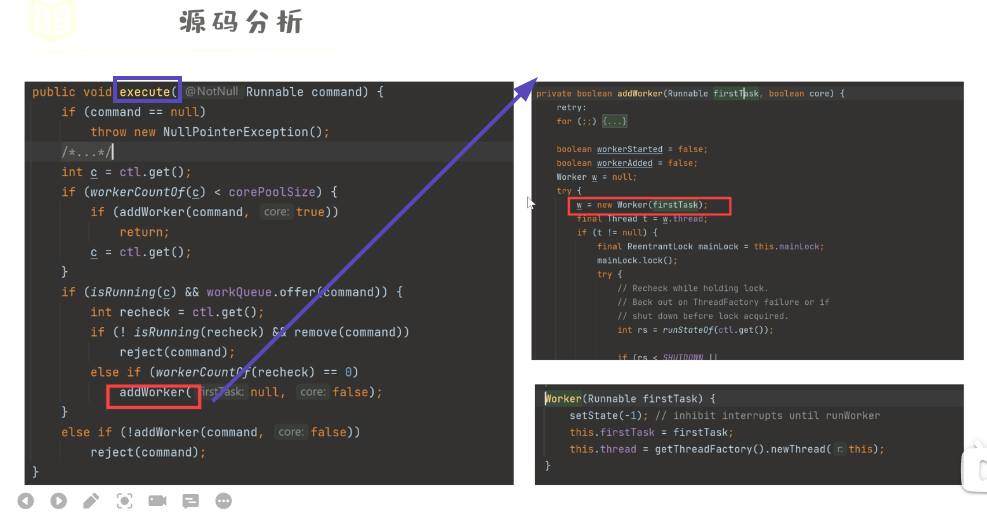 源码分析
public void execute( @NotNull Runnable command) {
if (command == null)
throw new NullPointerException();
/*...*/
int c = ctl.get();
if (workerCountOf(c) < corePoolSize) {
if (addWorker(command, core: true))
return;
c = ctl.get();
}
if (isRunning(c) && workQueue.offer(command)) {
int recheck = ctl.get();
if (! isRunning(recheck) && remove(command))
reject(command);
else if (workerCountOf(recheck) == 0)
addWorker( firstTask: null, core: false);
}
else if (!addWorker(command, core: false))
reject(command);
}
private boolean addWorker(Runnable firstTask, boolean core) {
retry:
for (;;) {...}
boolean workerStarted = false;
boolean workerAdded = false;
Worker w = null;
try {
w = new Worker(firstTask);
final Thread t = w.thread;
if (t != null) {
final ReentrantLock mainLock = this.mainLock;
mainLock.lock();
try {
// Recheck while holding lock.
// Back out on ThreadFactory failure or if
// shut down before lock acquired.
int rs = runStateOf(ctl.get());
if (rs < SHUTDOWN ||
Worker(Runnable firstTask) {
setState(-1); // inhibit interrupts until runWorker
this.firstTask = firstTask;
this.thread = getThreadFactory().newThread( r: this);
}